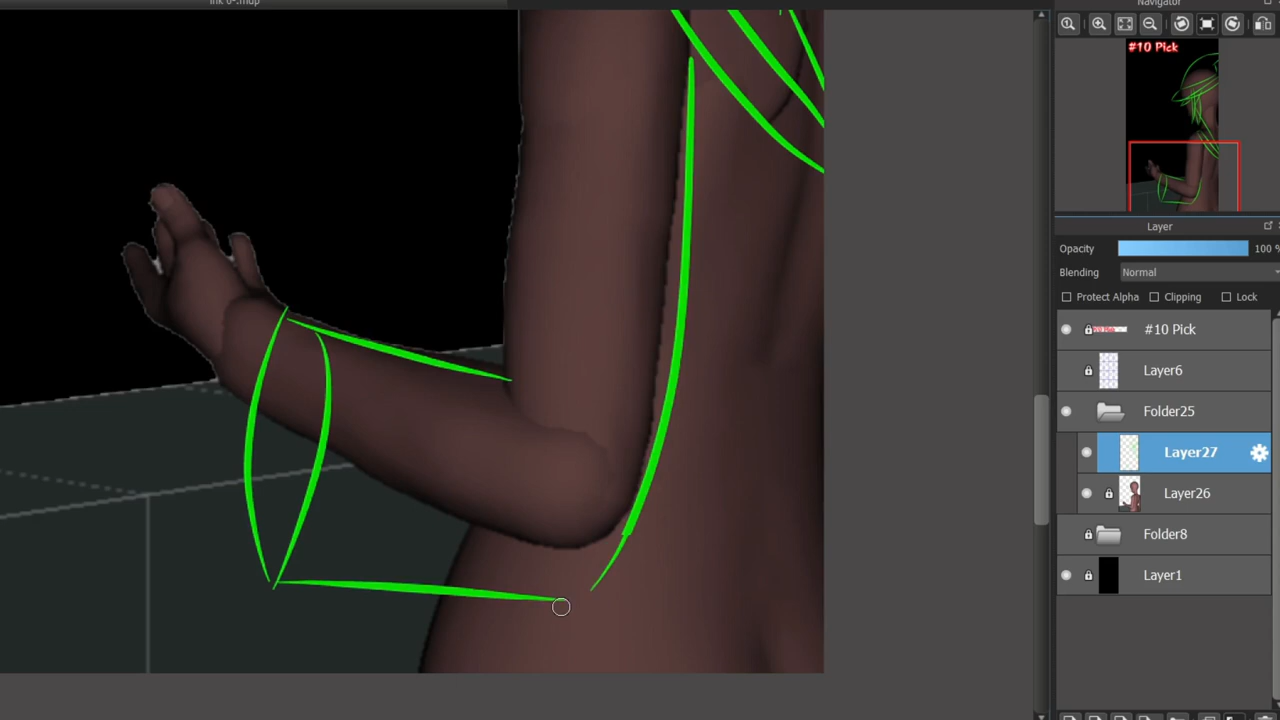 Navigator
#10 Pick
Layer
Opacity 100 %
Blending Normal
Protect Alpha Clipping Lock
#10 Pick
Layer6
Folder25
Layer27
Layer26
Folder8
Layer1